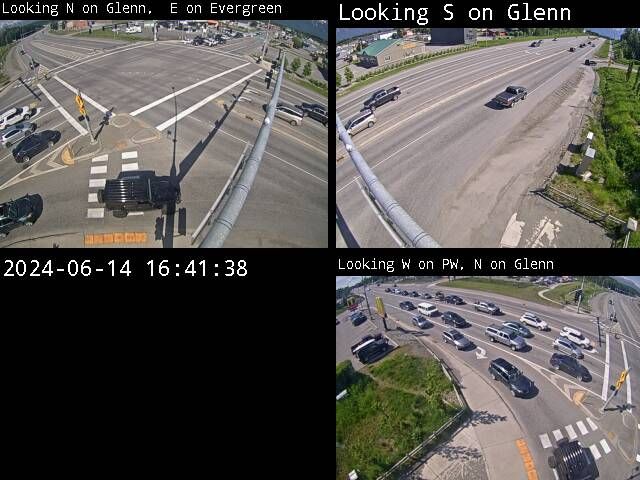 Looking N on Glenn,  E on Evergreen
Looking S on Glenn
2024-06-14 16:41:38
Looking W on PW, N on Glenn